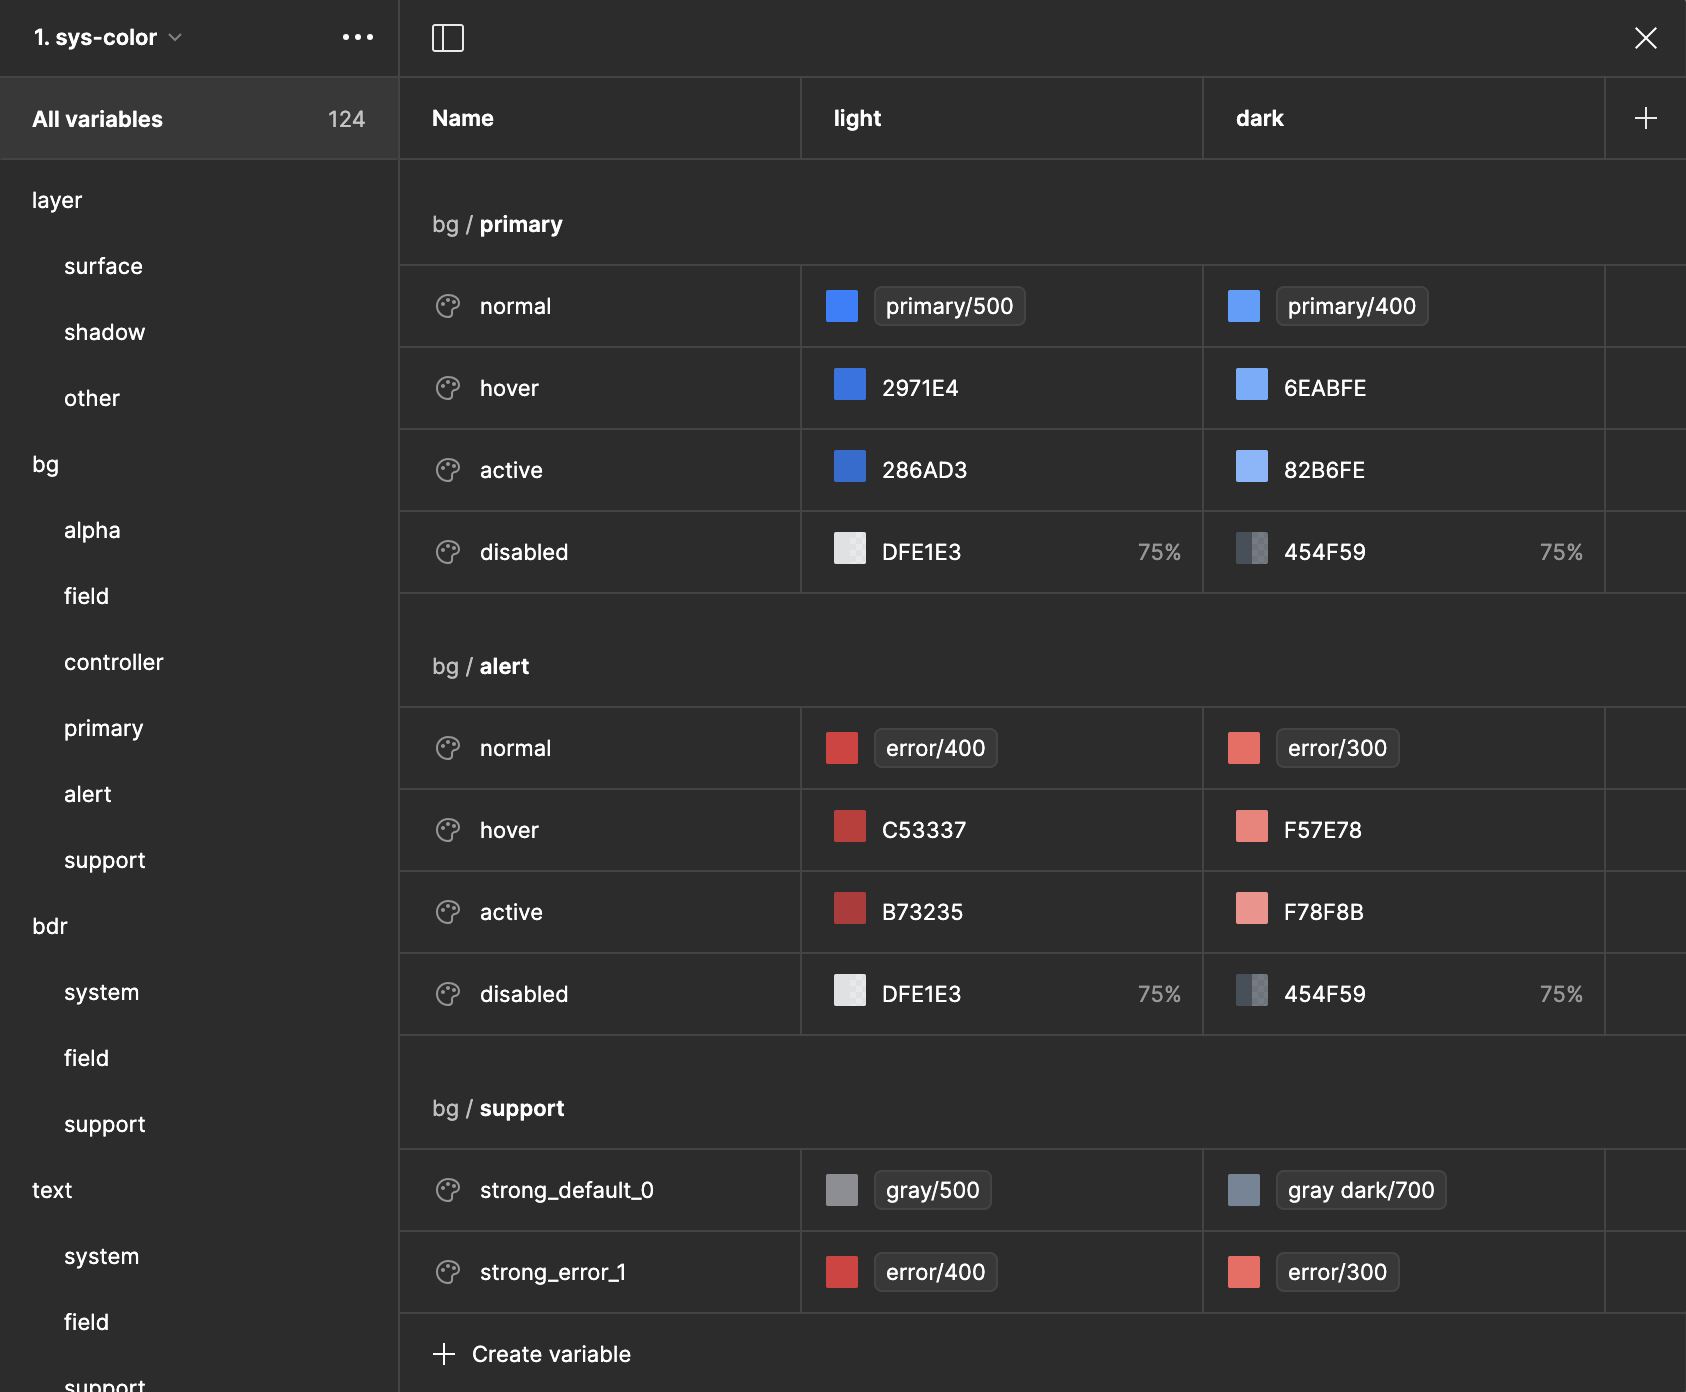 1. sys-color
All variables 124
layer
surface
shadow
other
bg
alpha
field
controller
primary
alert
support
bdr
system
field
support
text
system
field
support
Name light dark
bg / primary
normal primary/500 primary/400
hover 2971E4 6EABFE
active 286AD3 82B6FE
disabled DFE1E3 75% 454F59 75%
bg / alert
normal error/400 error/300
hover C53337 F57E78
active B73235 F78F8B
disabled DFE1E3 75% 454F59 75%
bg / support
strong_default_0 gray/500 gray dark/700
strong_error_1 error/400 error/300
Create variable